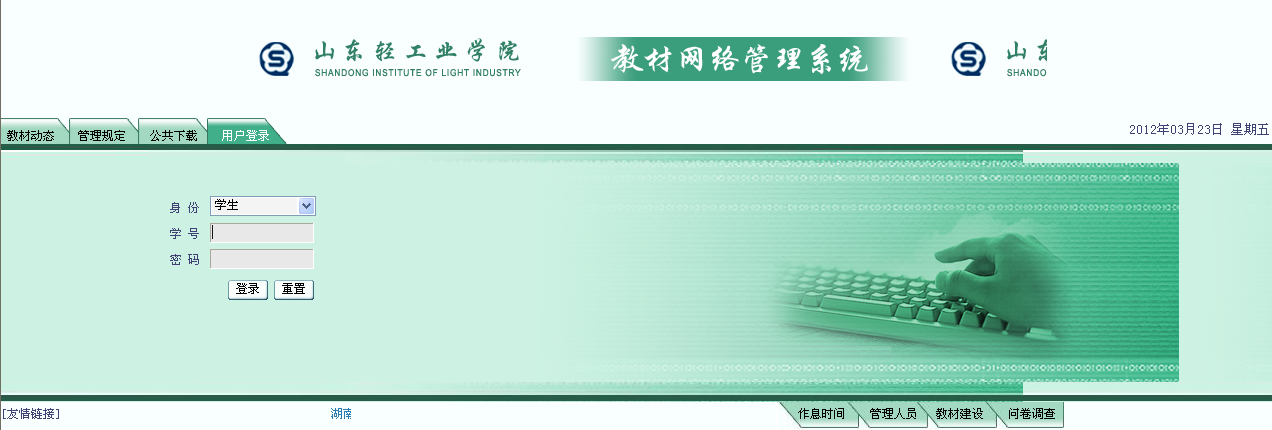 山东轻工业学院
SHANDONG INSTITUTE OF LIGHT INDUSTRY
教材网络管理系统
山东
SHANDO
教材动态 管理规定 公共下载 用户登录
2012年03月23日 星期五
身 份 学生
学 号
密 码
登录 重置
[友情链接] 湖南
作息时间 管理人员 教材建设 问卷调查